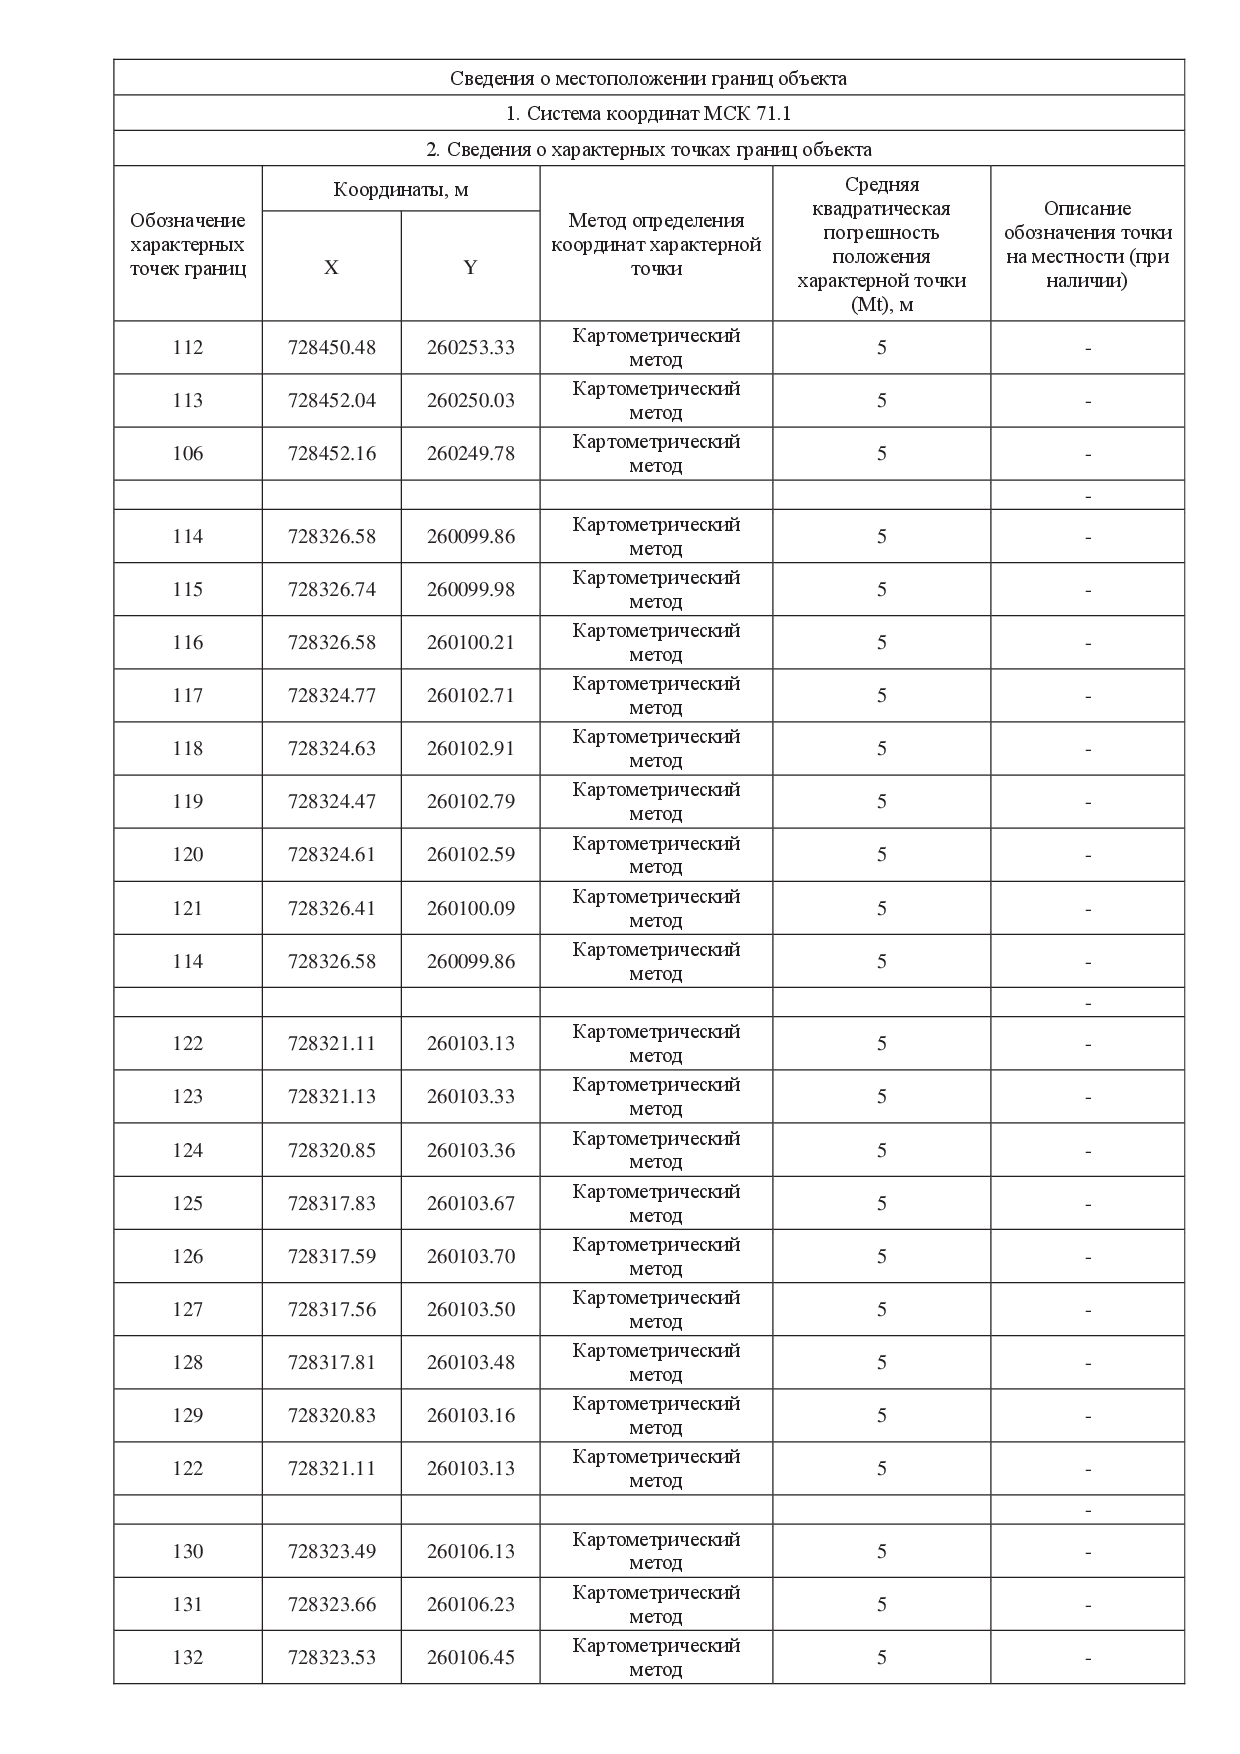 Сведения о местоположении границ объекта
1. Система координат МСК 71.1
2. Сведения о характерных точках границ объекта
Обозначение
характерных
точек границ
Координаты, м
X
Y
Метод определения
координат характерной
точки
Средняя
квадратическая
погрешность
положения
характерной точки
(Mt), м
Описание
обозначения точки
на местности (при
наличии)
112 728450.48 260253.33 Картометрический
метод 5 -
113 728452.04 260250.03 Картометрический
метод 5 -
106 728452.16 260249.78 Картометрический
метод 5 -
-
114 728326.58 260099.86 Картометрический
метод 5 -
115 728326.74 260099.98 Картометрический
метод 5 -
116 728326.58 260100.21 Картометрический
метод 5 -
117 728324.77 260102.71 Картометрический
метод 5 -
118 728324.63 260102.91 Картометрический
метод 5 -
119 728324.47 260102.79 Картометрический
метод 5 -
120 728324.61 260102.59 Картометрический
метод 5 -
121 728326.41 260100.09 Картометрический
метод 5 -
114 728326.58 260099.86 Картометрический
метод 5 -
-
122 728321.11 260103.13 Картометрический
метод 5 -
123 728321.13 260103.33 Картометрический
метод 5 -
124 728320.85 260103.36 Картометрический
метод 5 -
125 728317.83 260103.67 Картометрический
метод 5 -
126 728317.59 260103.70 Картометрический
метод 5 -
127 728317.56 260103.50 Картометрический
метод 5 -
128 728317.81 260103.48 Картометрический
метод 5 -
129 728320.83 260103.16 Картометрический
метод 5 -
122 728321.11 260103.13 Картометрический
метод 5 -
-
130 728323.49 260106.13 Картометрический
метод 5 -
131 728323.66 260106.23 Картометрический
метод 5 -
132 728323.53 260106.45 Картометрический
метод 5 -